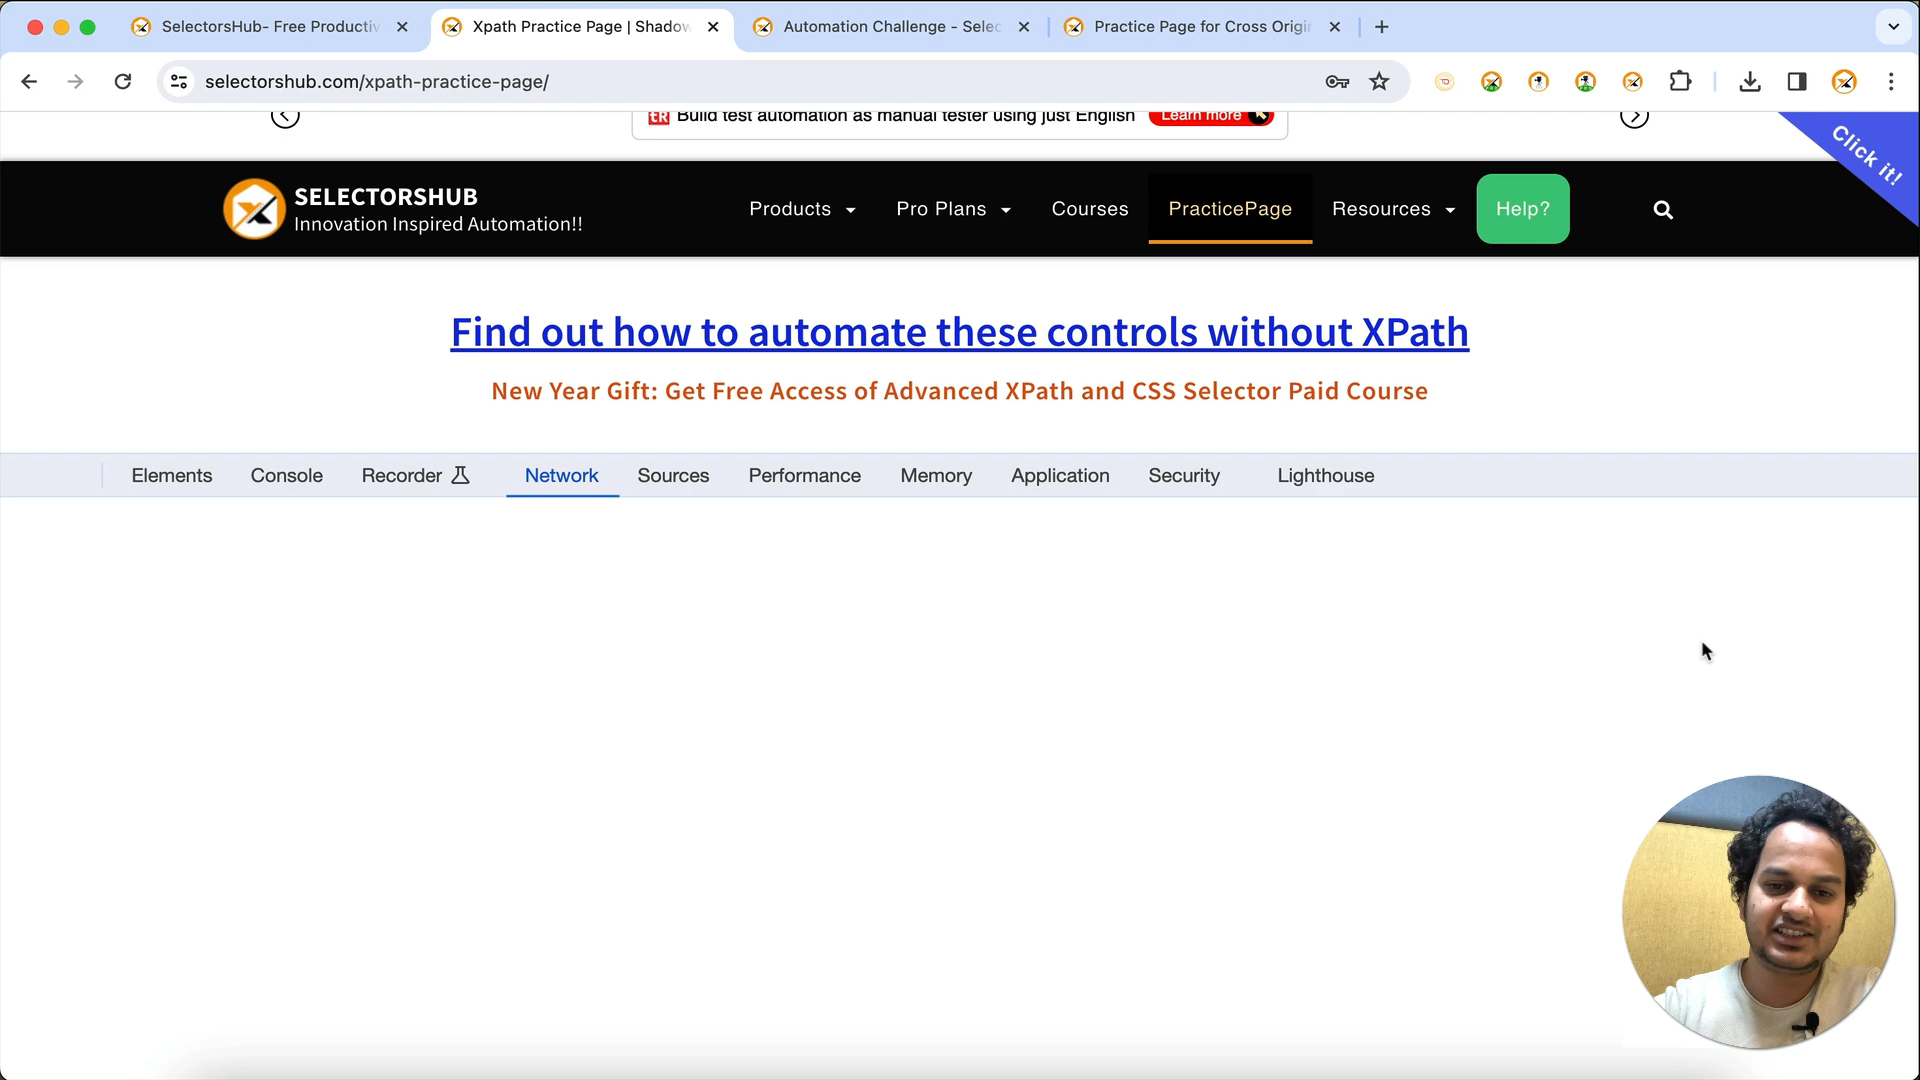 SelectorsHub- Free Productiv
Xpath Practice Page | Shadow
Automation Challenge - Selec
Practice Page for Cross Origin
selectorshub.com/xpath-practice-page/
tR Build test automation as manual tester using just English Learn more
Click it!
SELECTORSHUB
Innovation Inspired Automation!!
Products
Pro Plans
Courses
PracticePage
Resources
Help?
Find out how to automate these controls without XPath
New Year Gift: Get Free Access of Advanced XPath and CSS Selector Paid Course
Elements Console Recorder Network Sources Performance Memory Application Security Lighthouse